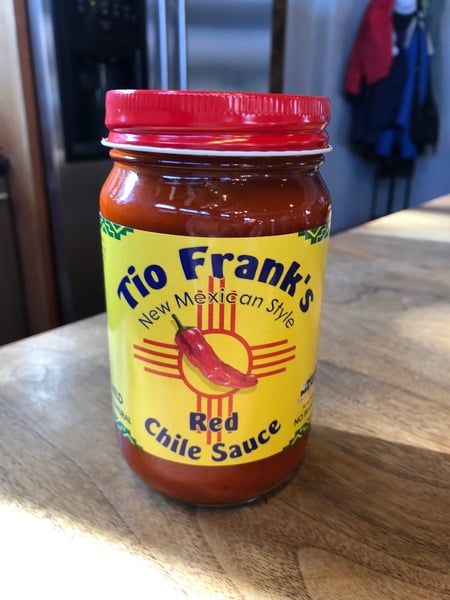 Tio Frank's
New Mexican Style
Red
Chile Sauce